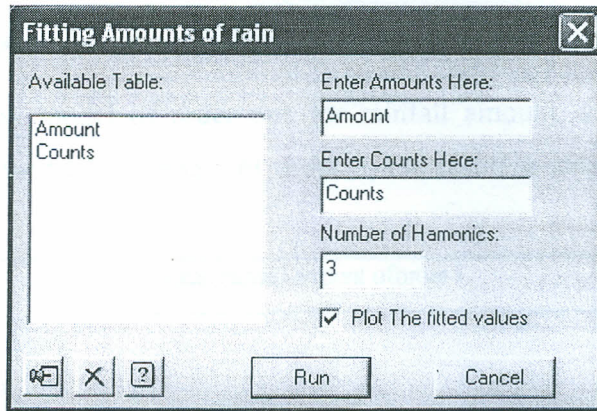 Fitting Amounts of rain
Available Table:
Amount
Counts
Enter Amounts Here:
Amount
Enter Counts Here:
Counts
Number of Hamonics:
3
Plot The fitted values
Run
Cancel